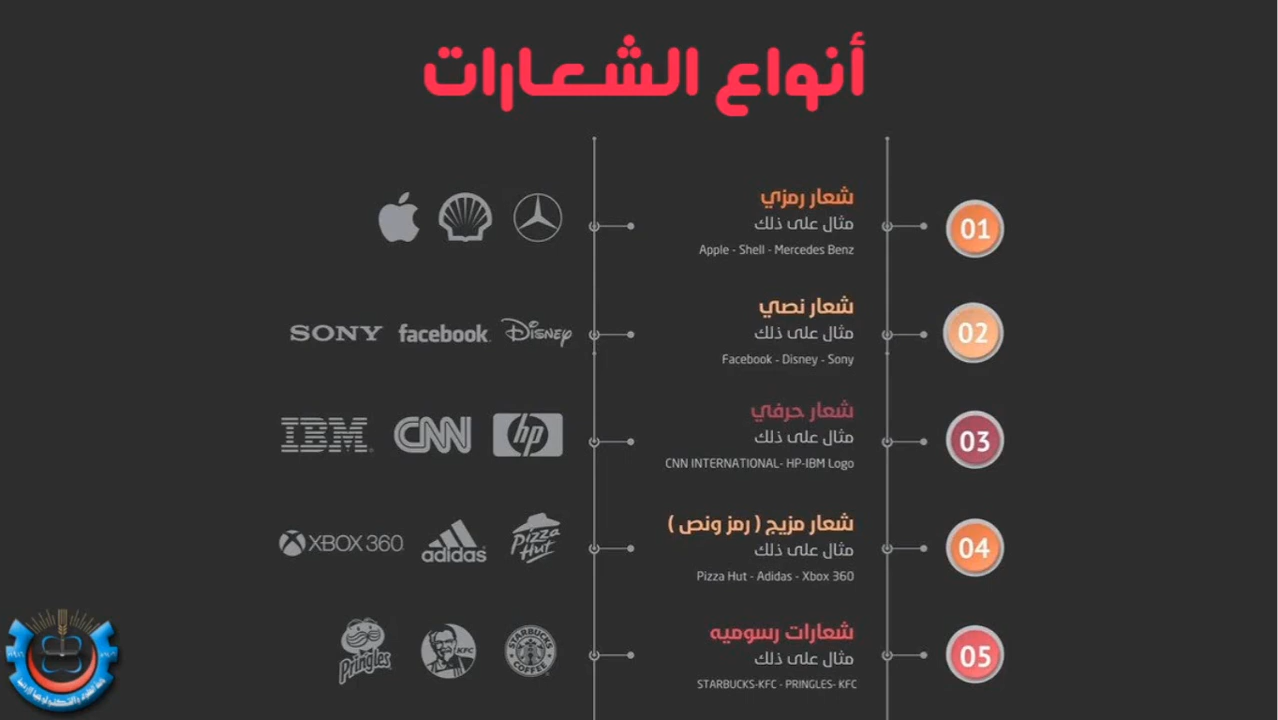 أنواع الشعارات
01
شعار رمزي
مثال على ذلك
Apple - Shell - Mercedes Benz
02
شعار نصي
مثال على ذلك
Facebook - Disney - Sony
SONY facebook Disney
03
شعار حرفي
مثال على ذلك
CNN INTERNATIONAL- HP-IBM Logo
IBM CNN hp
04
شعار مزيج ( رمز ونص )
مثال على ذلك
Pizza Hut - Adidas - Xbox 360
XBOX 360 adidas Pizza Hut
05
شعارات رسوميه
مثال على ذلك
STARBUCKS-KFC - PRINGLES- KFC
Pringles KFC STARBUCKS COFFEE